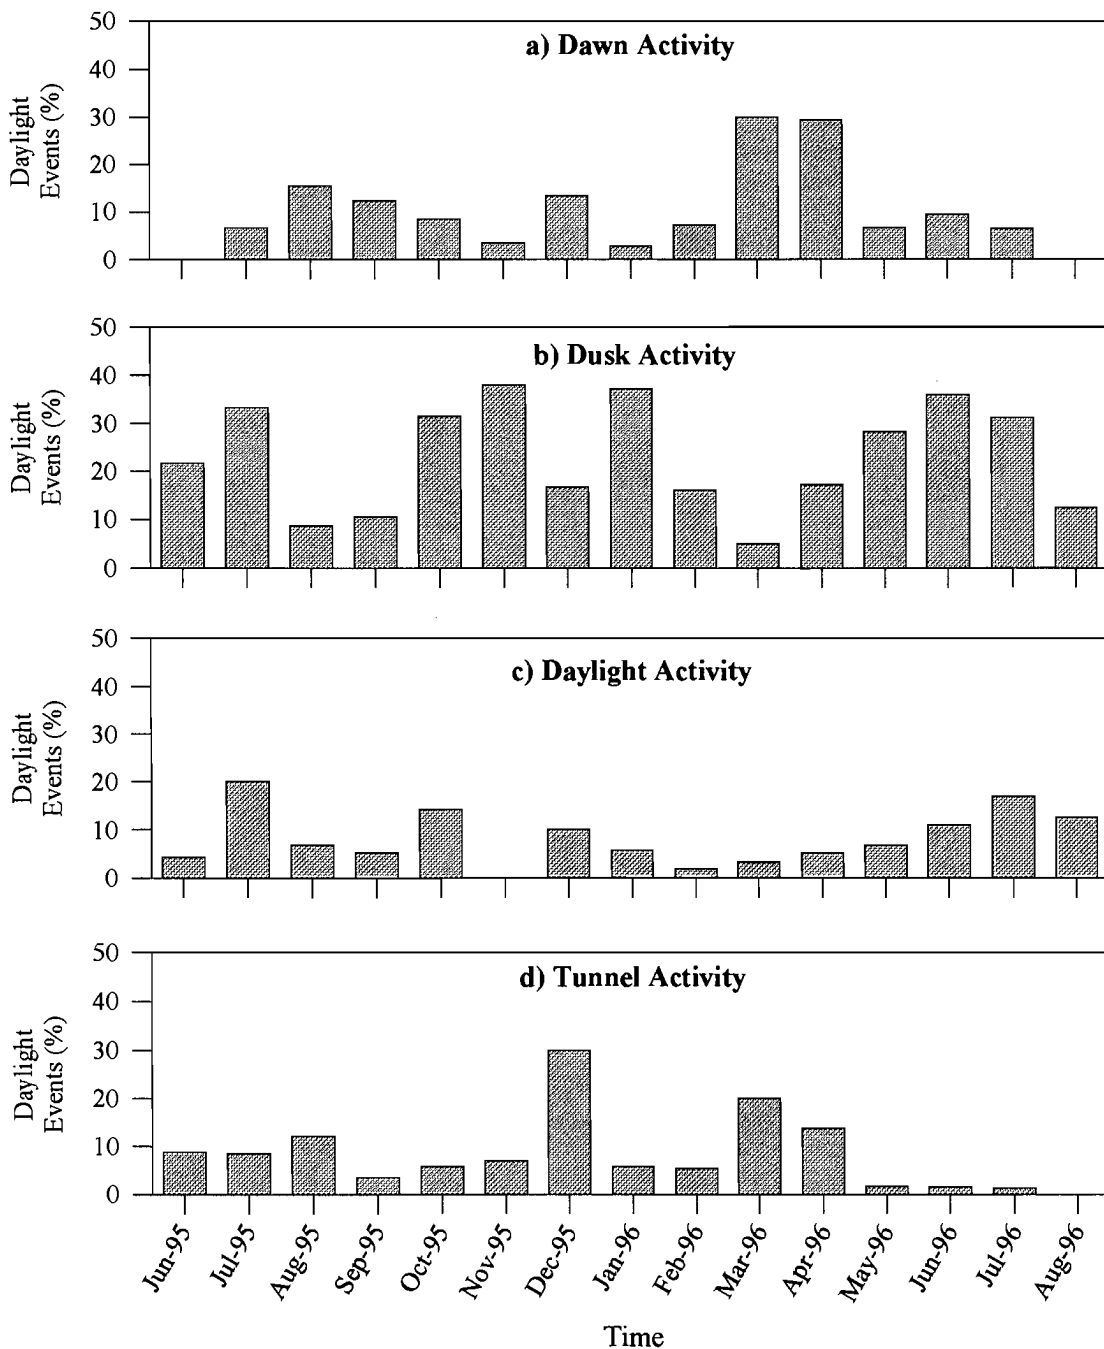 a) Dawn Activity
Daylight
Events (%)
50
40
30
20
10
0
b) Dusk Activity
Daylight
Events (%)
50
40
30
20
10
0
c) Daylight Activity
Daylight
Events (%)
50
40
30
20
10
0
d) Tunnel Activity
Daylight
Events (%)
50
40
30
20
10
0
Jun-95
Jul-95
Aug-95
Sep-95
Oct-95
Nov-95
Dec-95
Jan-96
Feb-96
Mar-96
Apr-96
May-96
Jun-96
Jul-96
Aug-96
Time